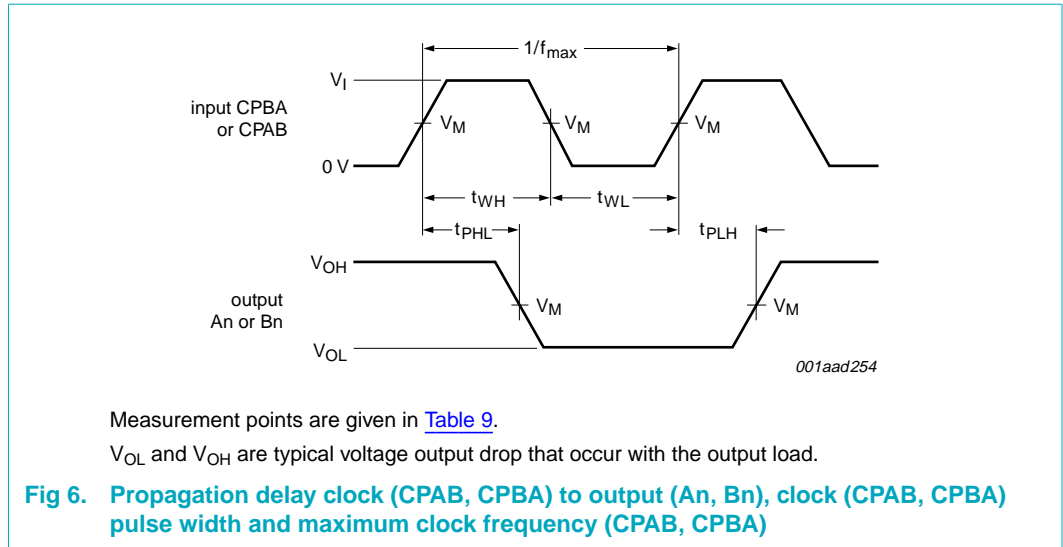 1/fmax
VI
input CPBA
or CPAB
VM
VM
VM
0 V
tWH
tWL
tPHL
tPLH
VOH
output
An or Bn
VM
VM
VOL
001aad254
Measurement points are given in Table 9.
VOL and VOH are typical voltage output drop that occur with the output load.
Fig 6. Propagation delay clock (CPAB, CPBA) to output (An, Bn), clock (CPAB, CPBA)
pulse width and maximum clock frequency (CPAB, CPBA)